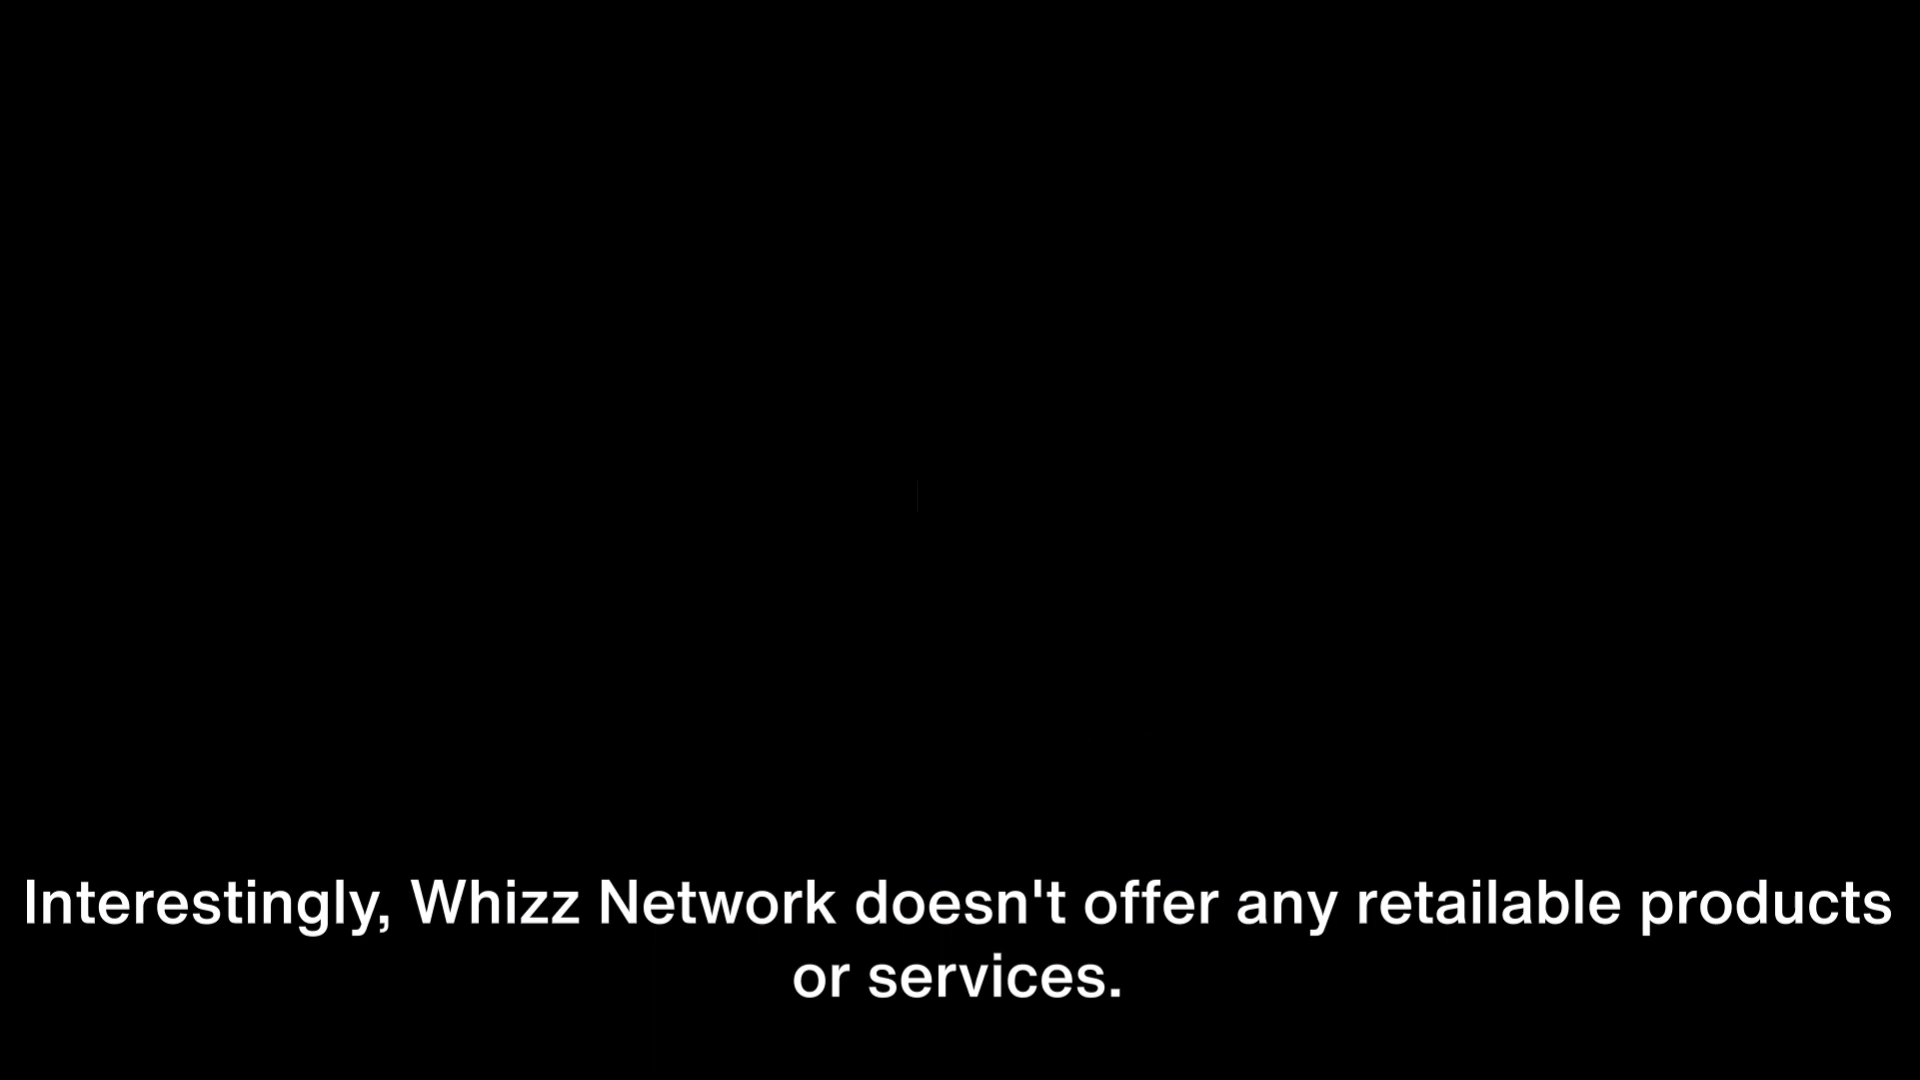 Interestingly, Whizz Network doesn't offer any retailable products
or services.